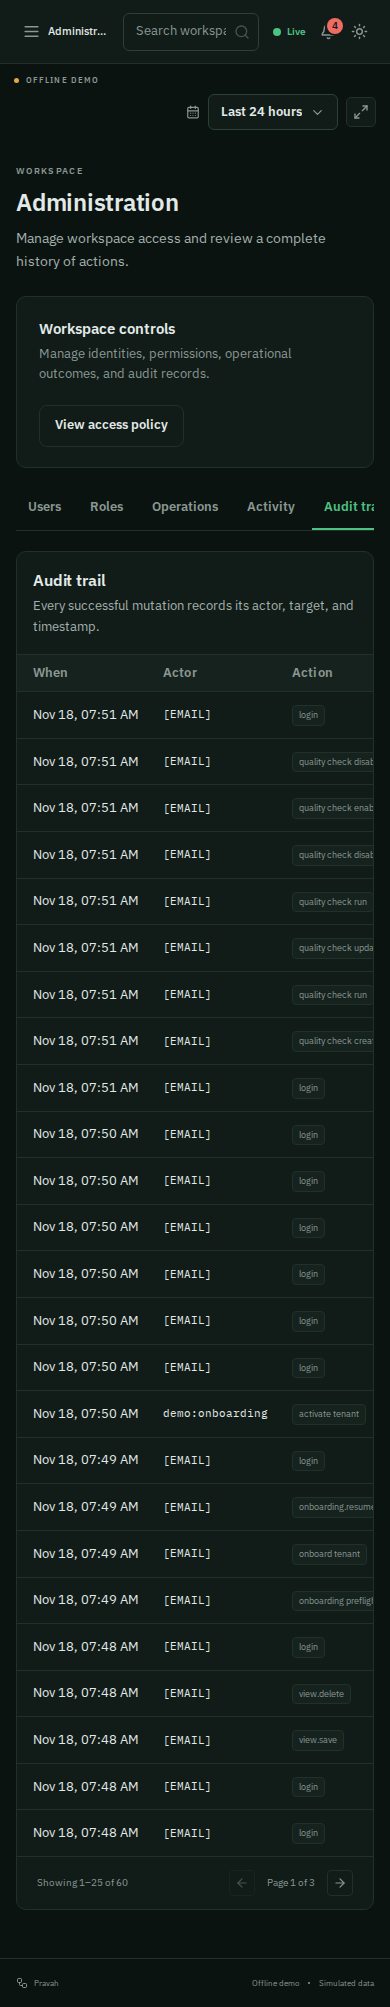 Administr...
Search workspa
Live
4
OFFLINE DEMO
Last 24 hours
WORKSPACE
Administration
Manage workspace access and review a complete
history of actions.
Workspace controls
Manage identities, permissions, operational
outcomes, and audit records.
View access policy
Users Roles Operations Activity Audit tra
Audit trail
Every successful mutation records its actor, target, and
timestamp.
When Actor Action
Nov 18, 07:51 AM [EMAIL] login
Nov 18, 07:51 AM [EMAIL] quality check disab
Nov 18, 07:51 AM [EMAIL] quality check enab
Nov 18, 07:51 AM [EMAIL] quality check disab
Nov 18, 07:51 AM [EMAIL] quality check run
Nov 18, 07:51 AM [EMAIL] quality check upda
Nov 18, 07:51 AM [EMAIL] quality check run
Nov 18, 07:51 AM [EMAIL] quality check creat
Nov 18, 07:51 AM [EMAIL] login
Nov 18, 07:50 AM [EMAIL] login
Nov 18, 07:50 AM [EMAIL] login
Nov 18, 07:50 AM [EMAIL] login
Nov 18, 07:50 AM [EMAIL] login
Nov 18, 07:50 AM [EMAIL] login
Nov 18, 07:50 AM [EMAIL] login
Nov 18, 07:50 AM demo:onboarding activate tenant
Nov 18, 07:49 AM [EMAIL] login
Nov 18, 07:49 AM [EMAIL] onboarding.resume
Nov 18, 07:49 AM [EMAIL] onboard tenant
Nov 18, 07:49 AM [EMAIL] onboarding prefligh
Nov 18, 07:48 AM [EMAIL] login
Nov 18, 07:48 AM [EMAIL] view.delete
Nov 18, 07:48 AM [EMAIL] view.save
Nov 18, 07:48 AM [EMAIL] login
Nov 18, 07:48 AM [EMAIL] login
Showing 1–25 of 60 Page 1 of 3
Pravah Offline demo • Simulated data